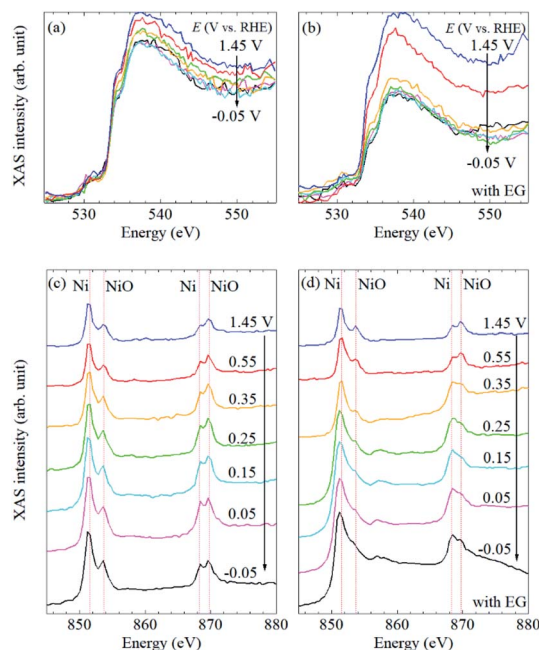 (a)
E (V vs. RHE)
1.45 V
-0.05 V
XAS intensity (arb. unit)
530 540 550
Energy (eV)
(b)
E (V vs. RHE)
1.45 V
-0.05 V
with EG
530 540 550
Energy (eV)
(c)
Ni NiO Ni NiO
1.45 V
0.55
0.35
0.25
0.15
0.05
-0.05
XAS intensity (arb. unit)
850 860 870 880
Energy (eV)
(d)
Ni NiO Ni NiO
1.45 V
0.55
0.35
0.25
0.15
0.05
-0.05
with EG
850 860 870 880
Energy (eV)